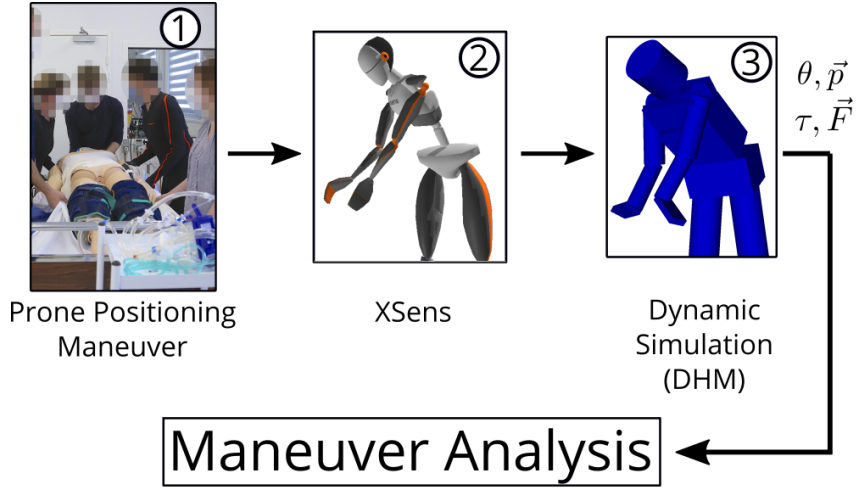 1
2
3
θ, p⃗
τ, F⃗
Prone Positioning
Maneuver
XSens
Dynamic
Simulation
(DHM)
Maneuver Analysis